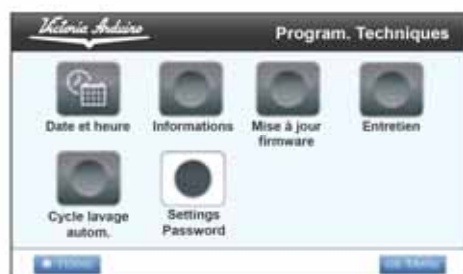 Victoria Arduino
Program. Techniques
Date et heure
Informations
Mise à jour
firmware
Entretien
Cycle lavage
autom.
Settings
Password